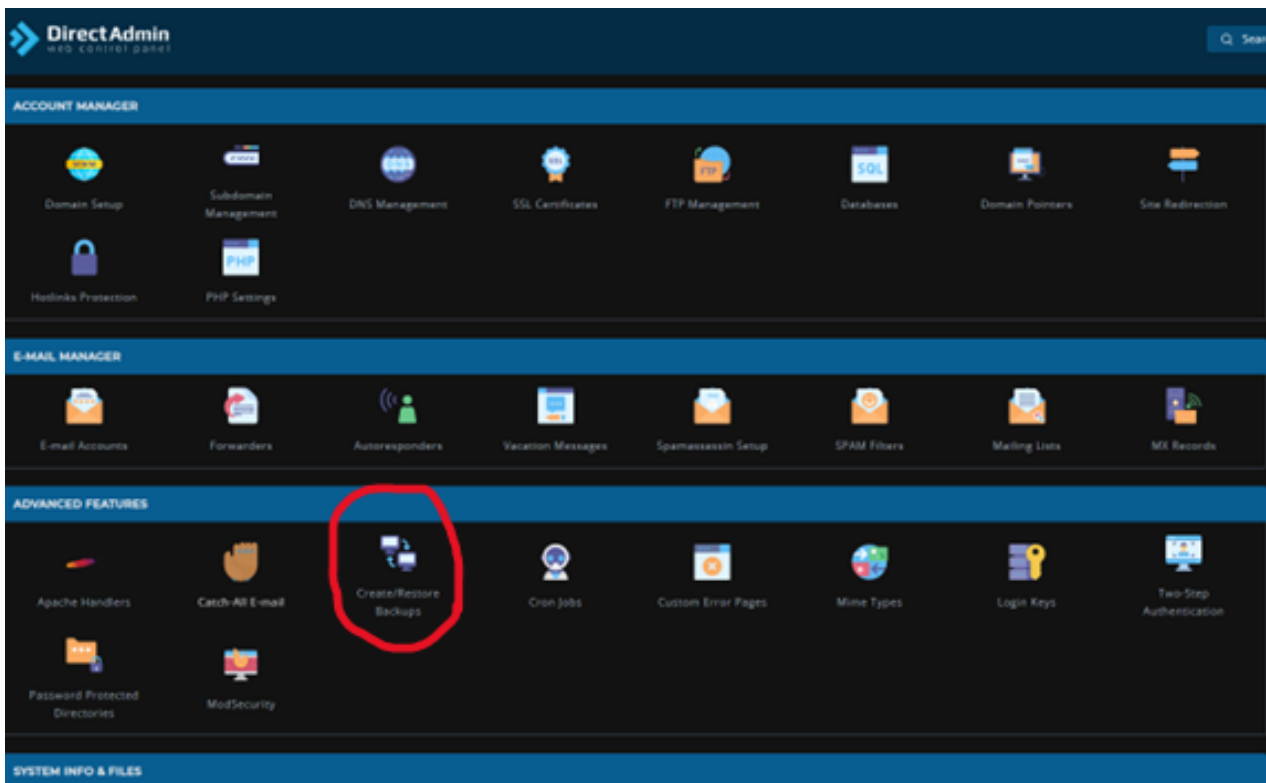 DirectAdmin
web control panel
Sear
ACCOUNT MANAGER
Domain Setup
Subdomain
Management
DNS Management
SSL Certificates
FTP Management
Databases
Domain Pointers
Site Redirection
Hotlinks Protection
PHP Settings
E-MAIL MANAGER
E-mail Accounts
Forwarders
Autoresponders
Vacation Messages
Spamassassin Setup
SPAM Filters
Mailing Lists
MX Records
ADVANCED FEATURES
Apache Handlers
Catch-All E-mail
Create/Restore
Backups
Cron Jobs
Custom Error Pages
Mime Types
Login Keys
Two-Step
Authentication
Password Protected
Directories
ModSecurity
SYSTEM INFO & FILES
SQL
FTP
PHP